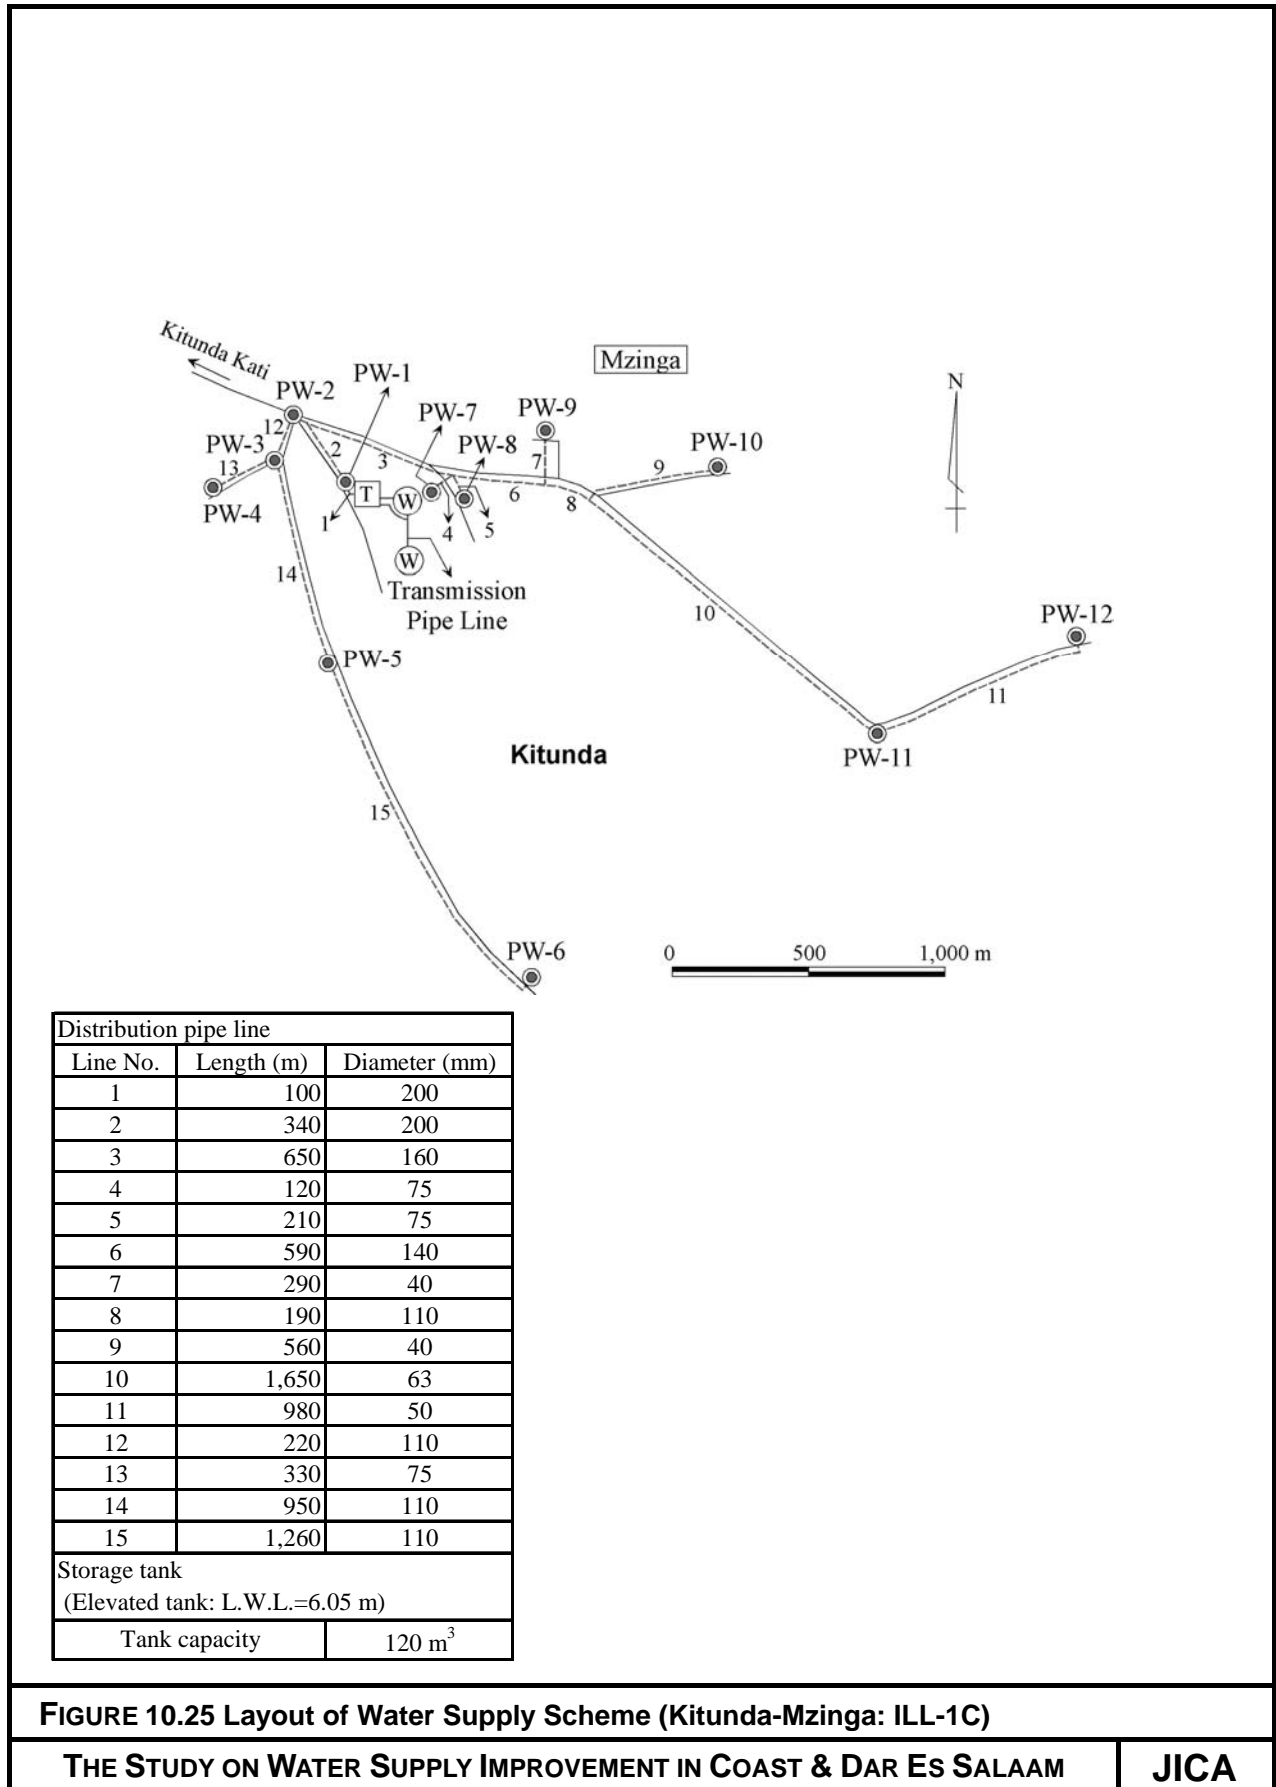 Kitunda Kati
Mzinga
PW-1
PW-2
PW-7
PW-9
N
12
PW-3
2
3
PW-8
PW-10
13
7
9
T
W
6
8
PW-4
1
4
5
W
14
Transmission
Pipe Line
10
PW-12
PW-5
11
Kitunda
PW-11
15
PW-6
0 500 1,000 m
Distribution pipe line
Line No. Length (m) Diameter (mm)
1 100 200
2 340 200
3 650 160
4 120 75
5 210 75
6 590 140
7 290 40
8 190 110
9 560 40
10 1,650 63
11 980 50
12 220 110
13 330 75
14 950 110
15 1,260 110
Storage tank
(Elevated tank: L.W.L.=6.05 m)
Tank capacity 120 m³
FIGURE 10.25 Layout of Water Supply Scheme (Kitunda-Mzinga: ILL-1C)
THE STUDY ON WATER SUPPLY IMPROVEMENT IN COAST & DAR ES SALAAM JICA